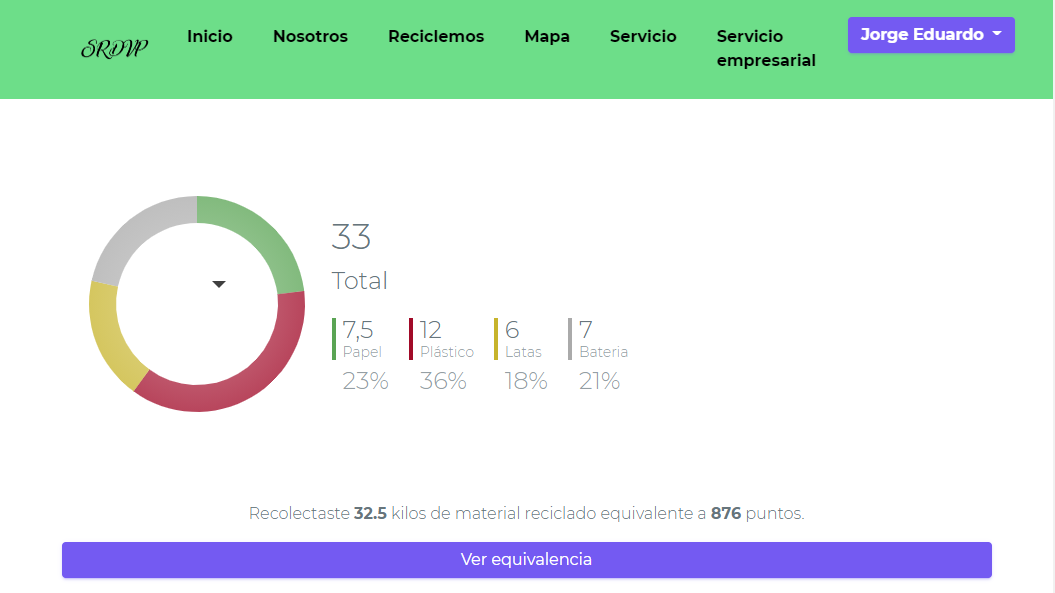 SRDVP
Inicio
Nosotros
Reciclemos
Mapa
Servicio
Servicio
empresarial
Jorge Eduardo
33
Total
7,5
Papel
23%
12
Plástico
36%
6
Latas
18%
7
Bateria
21%
Recolectaste 32.5 kilos de material reciclado equivalente a 876 puntos.
Ver equivalencia